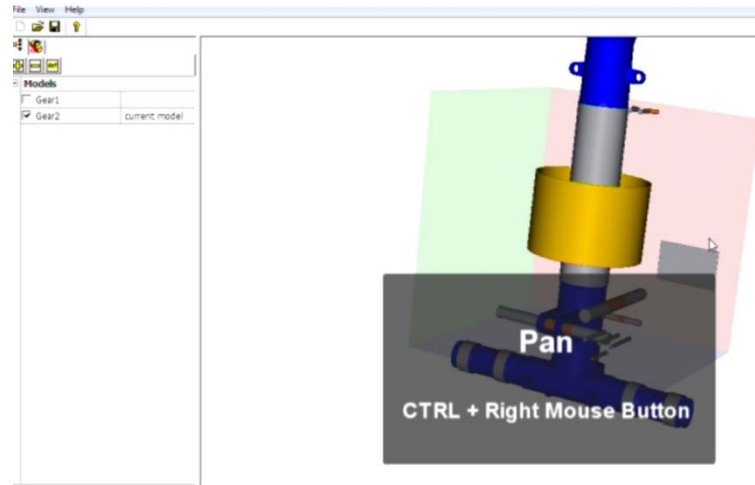 File View Help
Models
Gear1
Gear2 current model
Pan
CTRL + Right Mouse Button